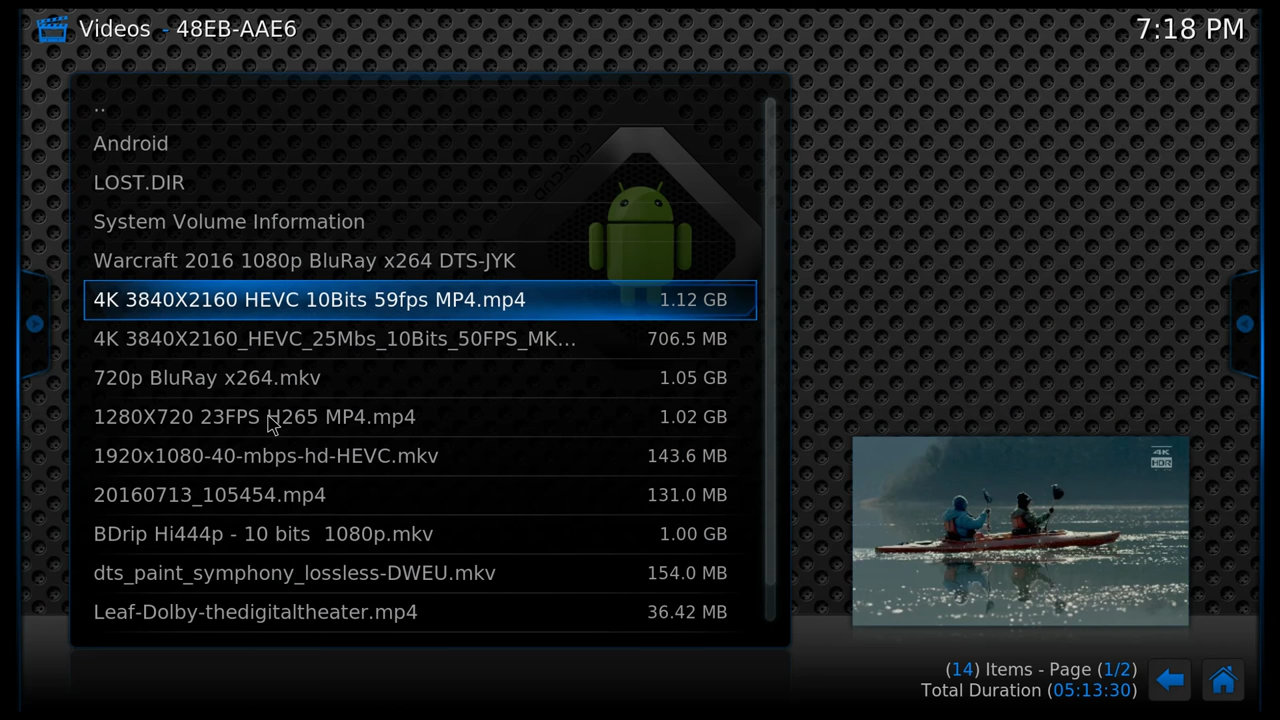 Videos - 48EB-AAE6
7:18 PM
..
Android
LOST.DIR
System Volume Information
Warcraft 2016 1080p BluRay x264 DTS-JYK
4K 3840X2160 HEVC 10Bits 59fps MP4.mp4 1.12 GB
4K 3840X2160_HEVC_25Mbs_10Bits_50FPS_MK... 706.5 MB
720p BluRay x264.mkv 1.05 GB
1280X720 23FPS H265 MP4.mp4 1.02 GB
1920x1080-40-mbps-hd-HEVC.mkv 143.6 MB
20160713_105454.mp4 131.0 MB
BDrip Hi444p - 10 bits  1080p.mkv 1.00 GB
dts_paint_symphony_lossless-DWEU.mkv 154.0 MB
Leaf-Dolby-thedigitaltheater.mp4 36.42 MB
4K
HDR
(14) Items - Page (1/2)
Total Duration (05:13:30)